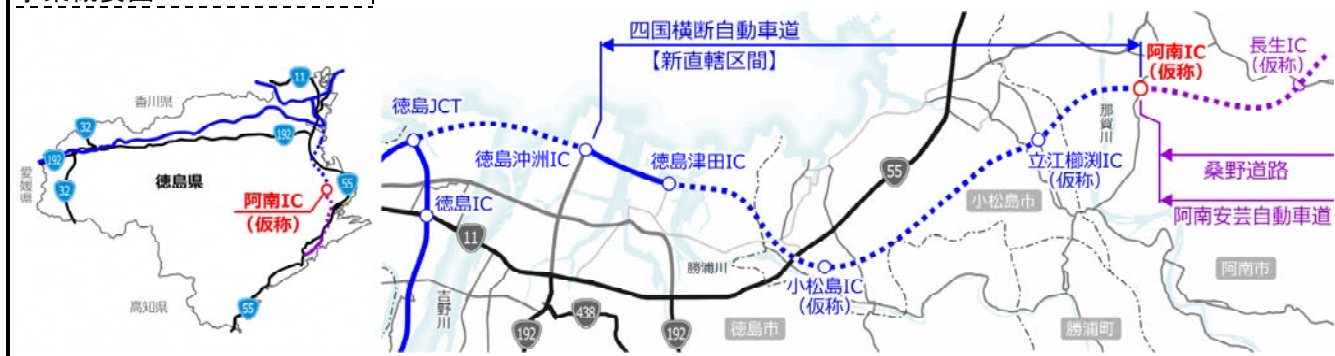 11
香川県
32
192
192
愛媛県
32
徳島県
55
阿南IC
(仮称)
高知県
55
四国横断自動車道
【新直轄区間】
阿南IC
(仮称)
長生IC
(仮称)
徳島JCT
那賀川
徳島沖洲IC
徳島津田IC
立江櫛渕IC
(仮称)
55
桑野道路
徳島IC
小松島市
阿南安芸自動車道
11
勝浦川
阿南市
小松島IC
(仮称)
吉野川
438
192
192
徳島市
勝浦町